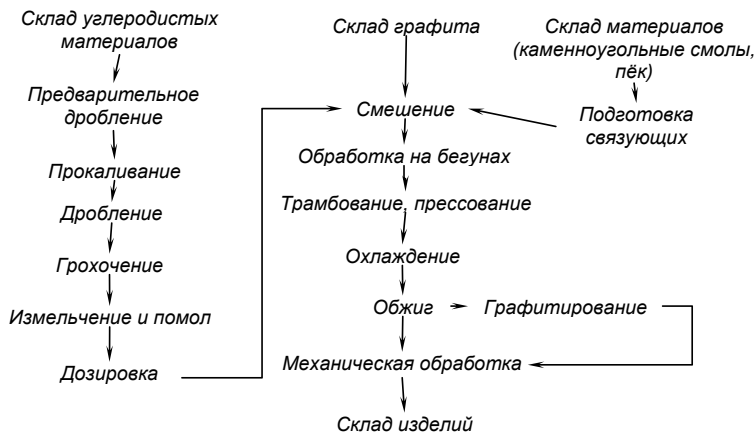 Склад углеродистых
материалов
Предварительное
дробление
Прокаливание
Дробление
Грохочение
Измельчение и помол
Дозировка
Склад графита
Смешение
Обработка на бегунах
Трамбование, прессование
Охлаждение
Обжиг
Графитирование
Механическая обработка
Склад изделий
Склад материалов
(каменноугольные смолы,
пёк)
Подготовка
связующих